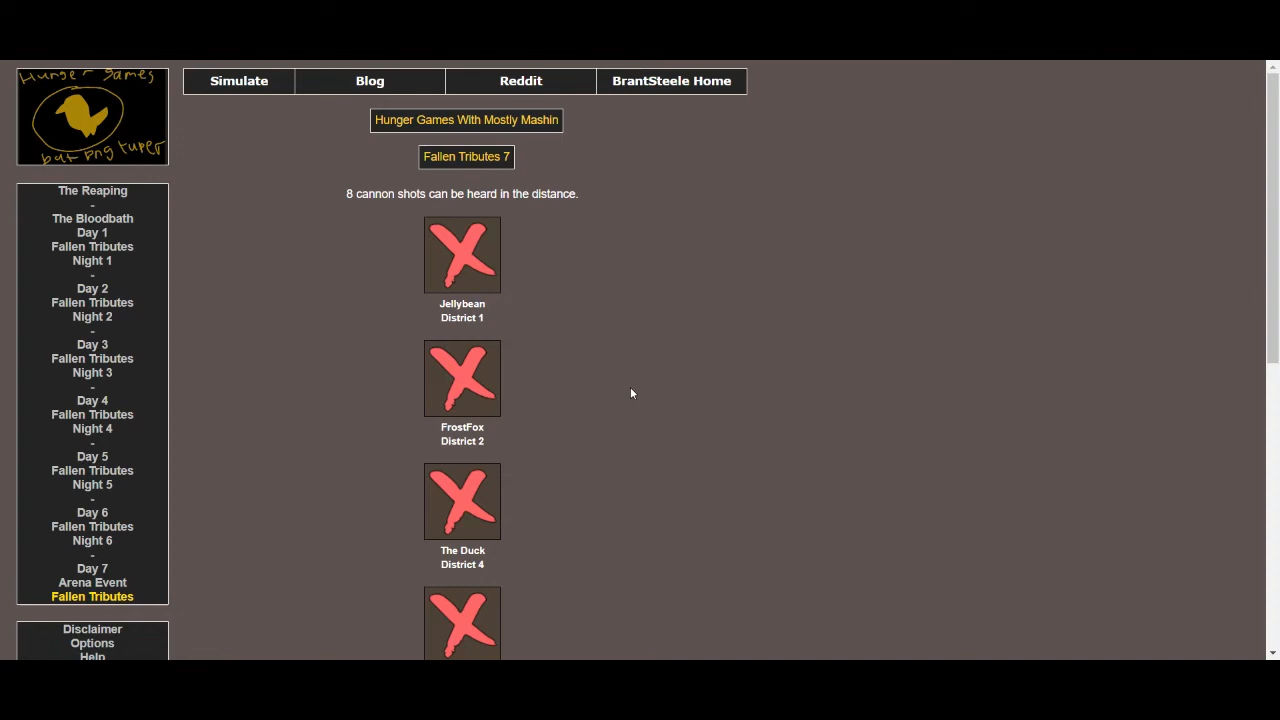 Hunger Games
but png tuper
Simulate
Blog
Reddit
BrantSteele Home
Hunger Games With Mostly Mashin
Fallen Tributes 7
8 cannon shots can be heard in the distance.
Jellybean
District 1
FrostFox
District 2
The Duck
District 4
The Reaping
-
The Bloodbath
Day 1
Fallen Tributes
Night 1
-
Day 2
Fallen Tributes
Night 2
-
Day 3
Fallen Tributes
Night 3
-
Day 4
Fallen Tributes
Night 4
-
Day 5
Fallen Tributes
Night 5
-
Day 6
Fallen Tributes
Night 6
-
Day 7
Arena Event
Fallen Tributes
Disclaimer
Options
Help